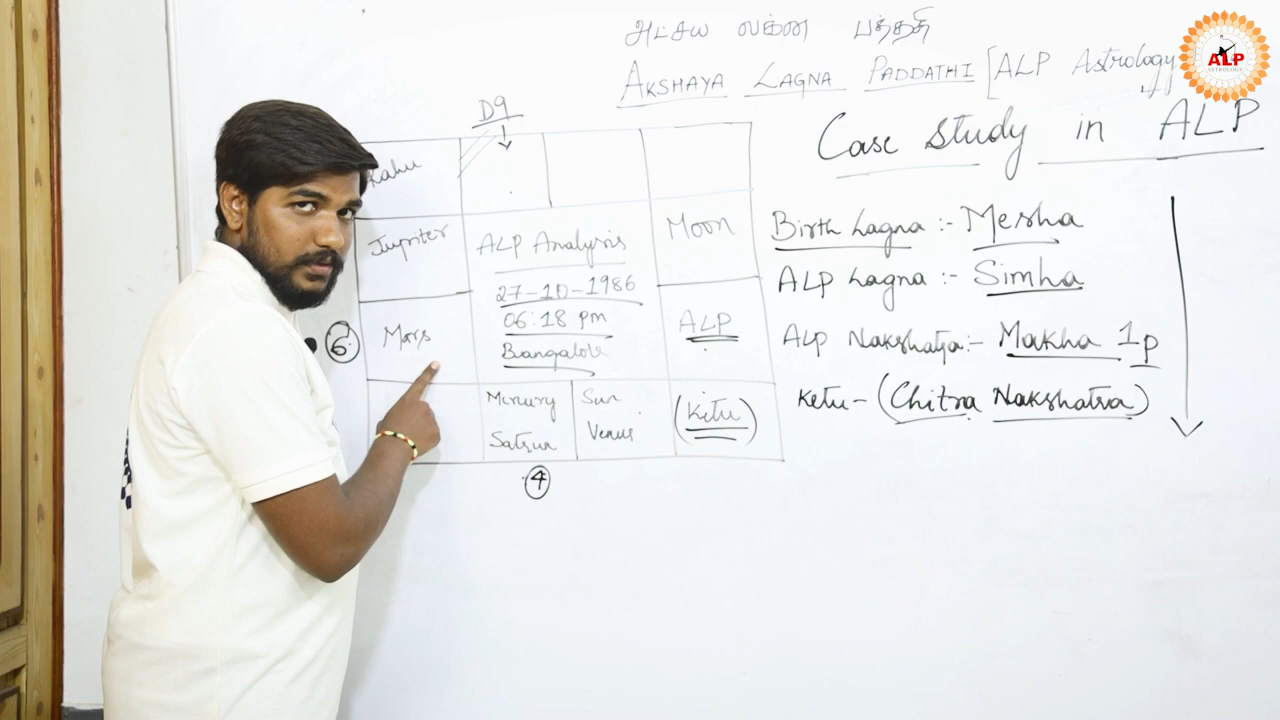 அட்சய லக்ன பத்ததி
AKSHAYA LAGNA PADDATHI [ALP Astrology]
ALP
ASTROLOGY
Case Study in ALP
D9
Rahu
Jupiter
Moon
Mars
ALP
ALP Analysis
27-10-1986
06:18 pm
Bangalore
Mercury
Saturn
Sun
Venus
(Ketu)
6
4
Birth Lagna :- Mesha
ALP Lagna :- Simha
ALP Nakshatra:- Makha 1p
Ketu - (Chitra Nakshatra)